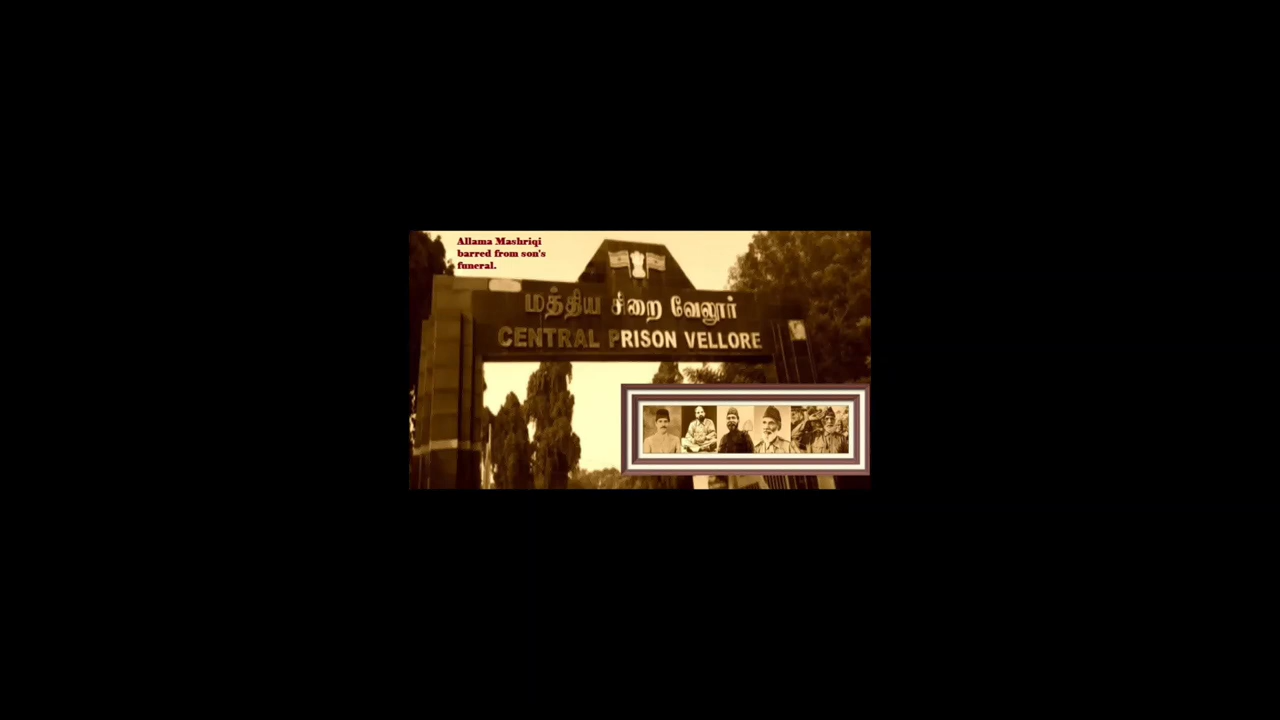 Allama Mashriqi
barred from son's
funeral.
மத்திய சிறை வேலூர்
CENTRAL PRISON VELLORE